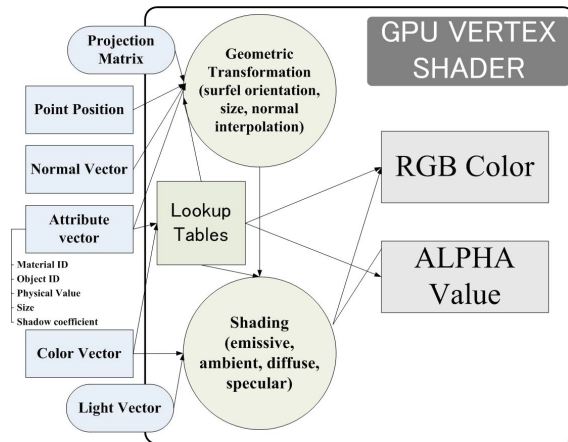 GPU VERTEX
SHADER
Projection
Matrix
Point Position
Normal Vector
Attribute
vector
Material ID
Object ID
Physical Value
Size
Shadow coefficient
Color Vector
Light Vector
Geometric
Transformation
(surfel orientation,
size, normal
interpolation)
Lookup
Tables
Shading
(emissive,
ambient, diffuse,
specular)
RGB Color
ALPHA
Value